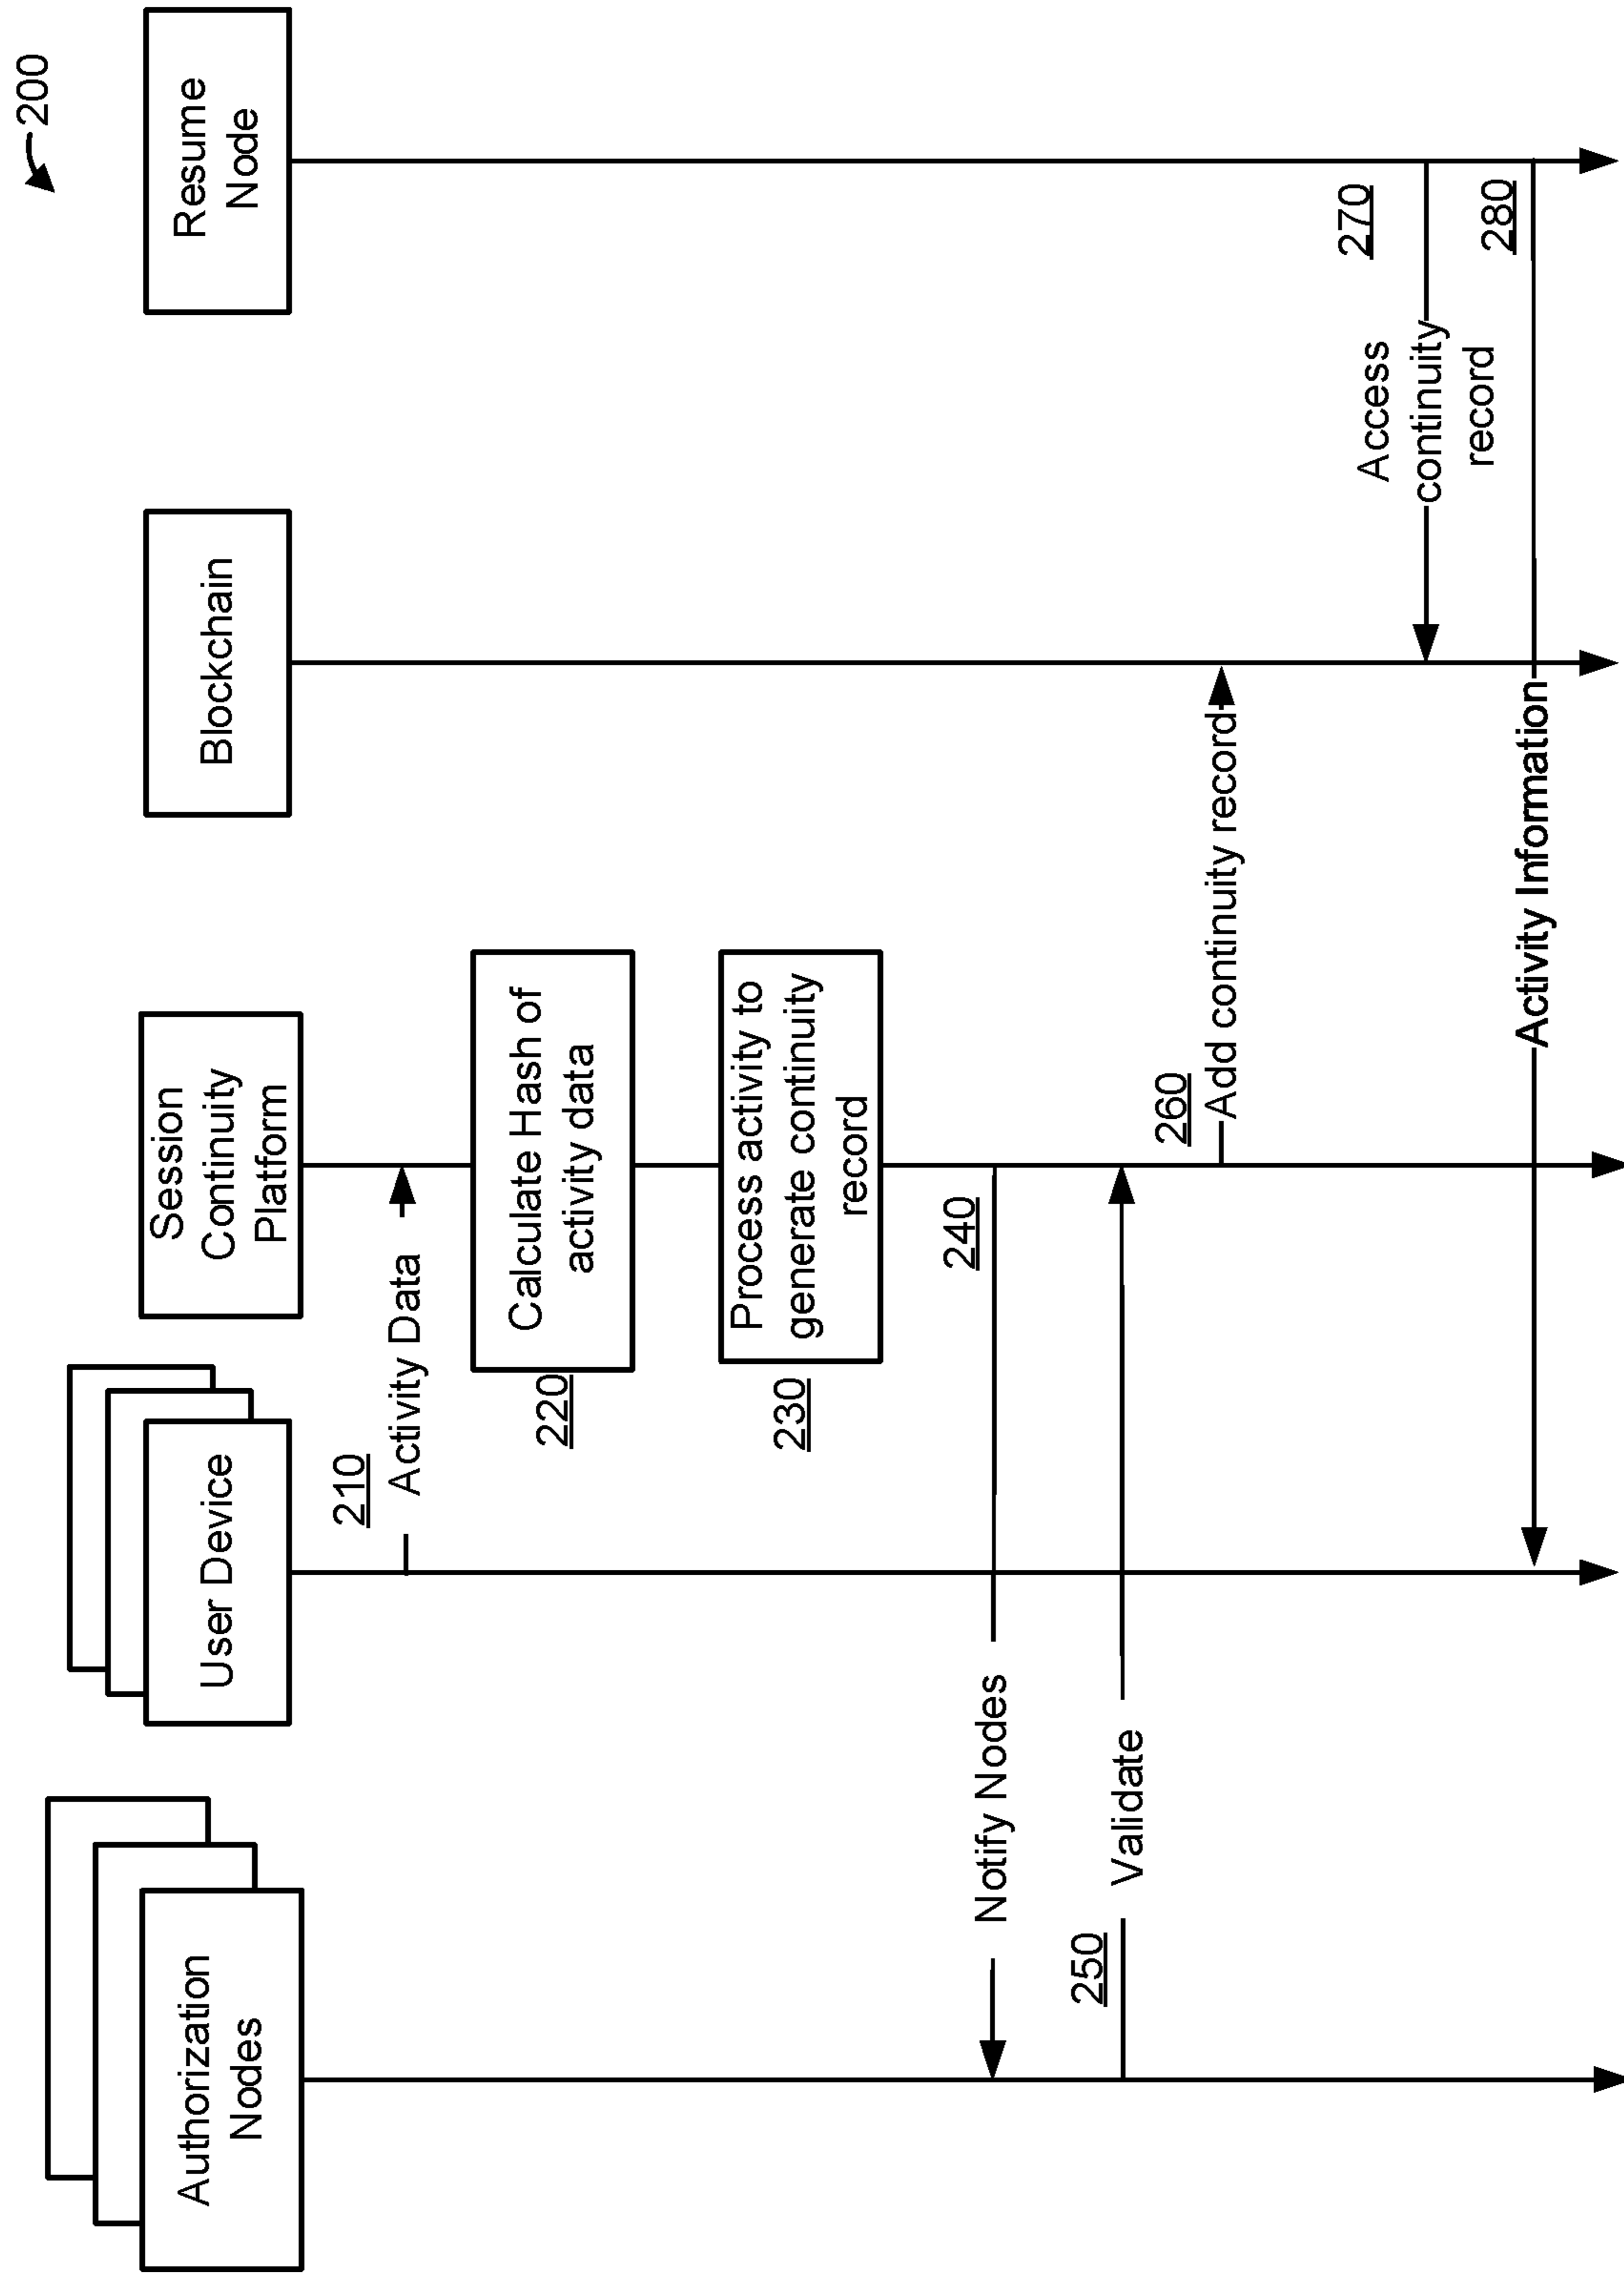 200
Authorization
Nodes
User Device
Session
Continuity
Platform
Blockchain
Resume
Node
210
Activity Data
220
Calculate Hash of
activity data
230
Process activity to
generate continuity
record
240
Notify Nodes
250
Validate
260
Add continuity record
270
Access
continuity
record
280
Activity Information